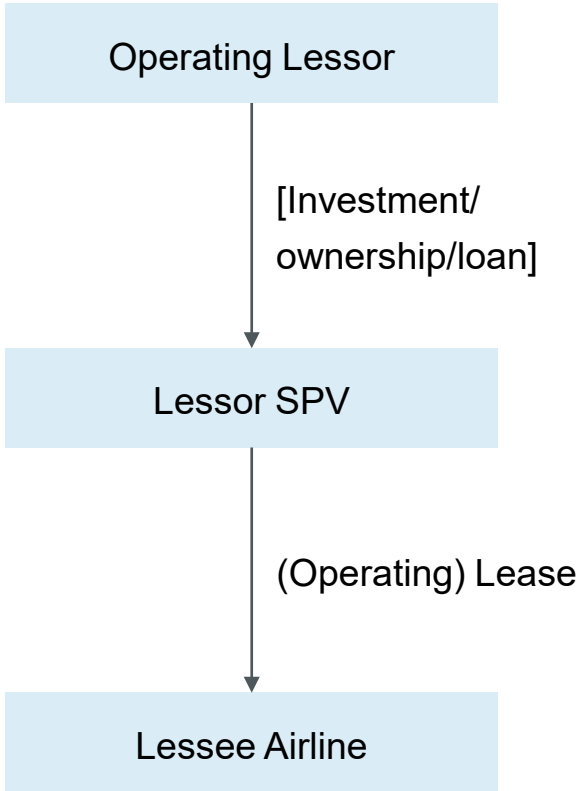 Operating Lessor
[Investment/
ownership/loan]
Lessor SPV
(Operating) Lease
Lessee Airline